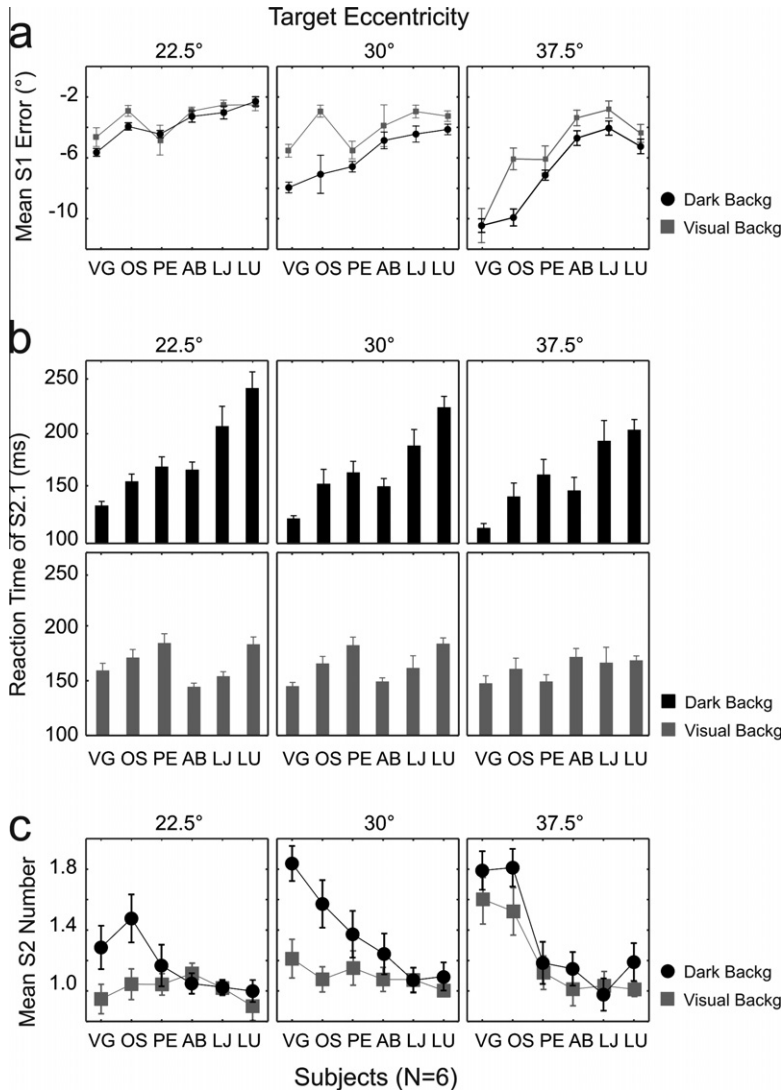 Target Eccentricity
a
22.5° 30° 37.5°
Mean S1 Error (°)
-2
-6
-10
Dark Backg
Visual Backg
VG OS PE AB LJ LU VG OS PE AB LJ LU VG OS PE AB LJ LU
b
22.5° 30° 37.5°
Reaction Time of S2.1 (ms)
250
200
150
100
250
200
150
100
Dark Backg
Visual Backg
VG OS PE AB LJ LU VG OS PE AB LJ LU VG OS PE AB LJ LU
c
22.5° 30° 37.5°
Mean S2 Number
1.8
1.4
1.0
Dark Backg
Visual Backg
VG OS PE AB LJ LU VG OS PE AB LJ LU VG OS PE AB LJ LU
Subjects (N=6)